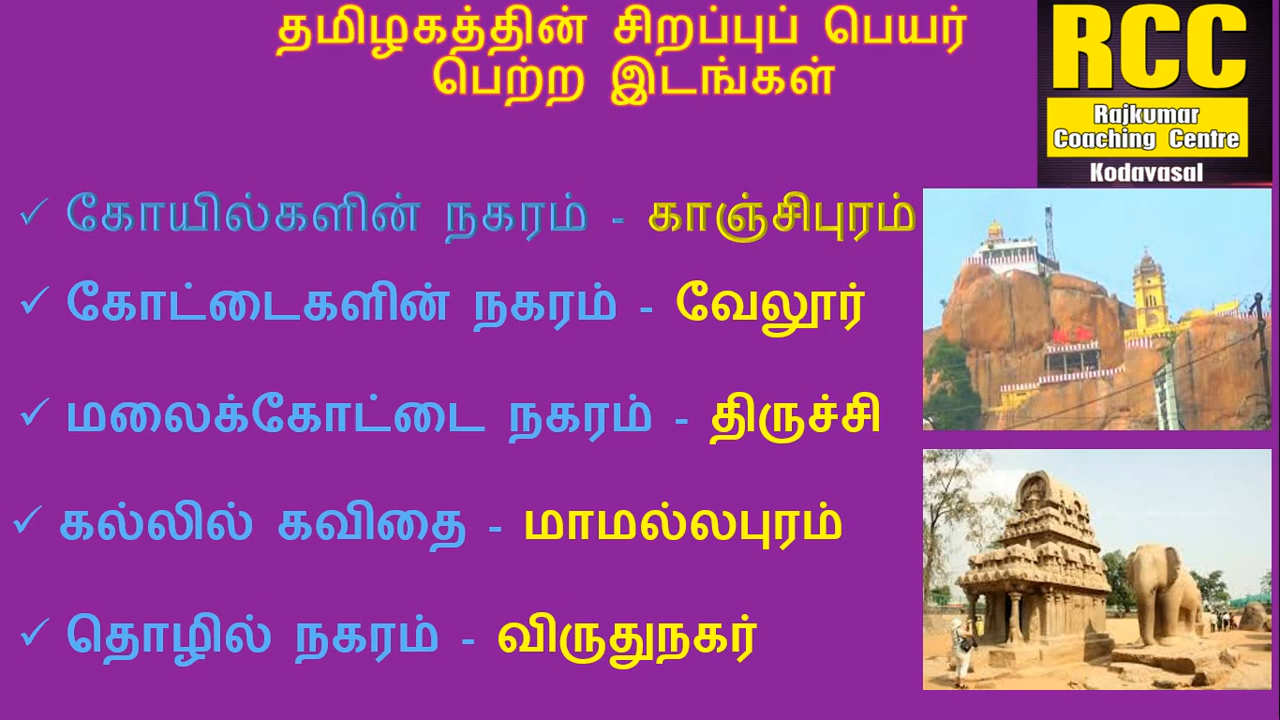 தமிழகத்தின் சிறப்புப் பெயர்
பெற்ற இடங்கள்
RCC
Rajkumar
Coaching Centre
Kodavasal
✓ கோயில்களின் நகரம் - காஞ்சிபுரம்
✓ கோட்டைகளின் நகரம் - வேலூர்
✓ மலைக்கோட்டை நகரம் - திருச்சி
✓ கல்லில் கவிதை - மாமல்லபுரம்
✓ தொழில் நகரம் - விருதுநகர்